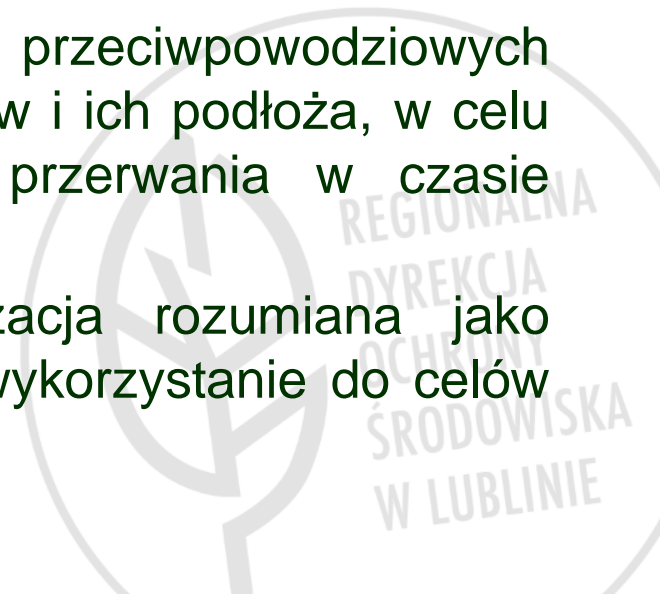 przeciwpowodziowych
w i ich podłoża, w celu
przerwania w czasie
zacja rozumiana jako
wykorzystanie do celów
REGIONALNA
DYREKCJA
OCHRONY
ŚRODOWISKA
W LUBLINIE